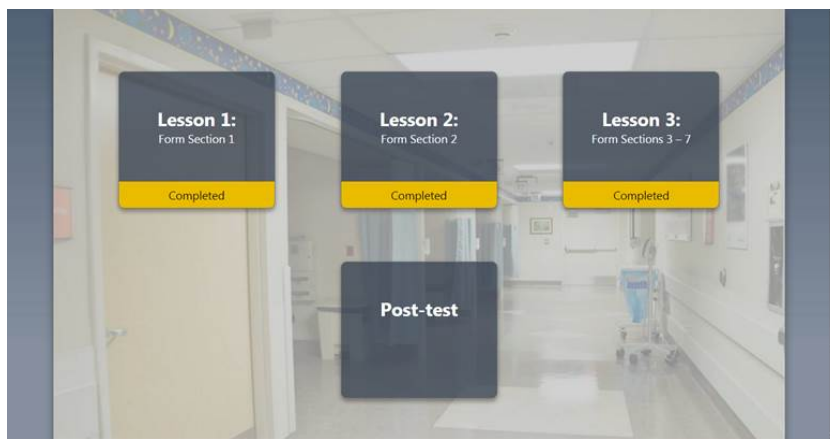 Lesson 1:
Form Section 1
Completed
Lesson 2:
Form Section 2
Completed
Lesson 3:
Form Sections 3 – 7
Completed
Post-test